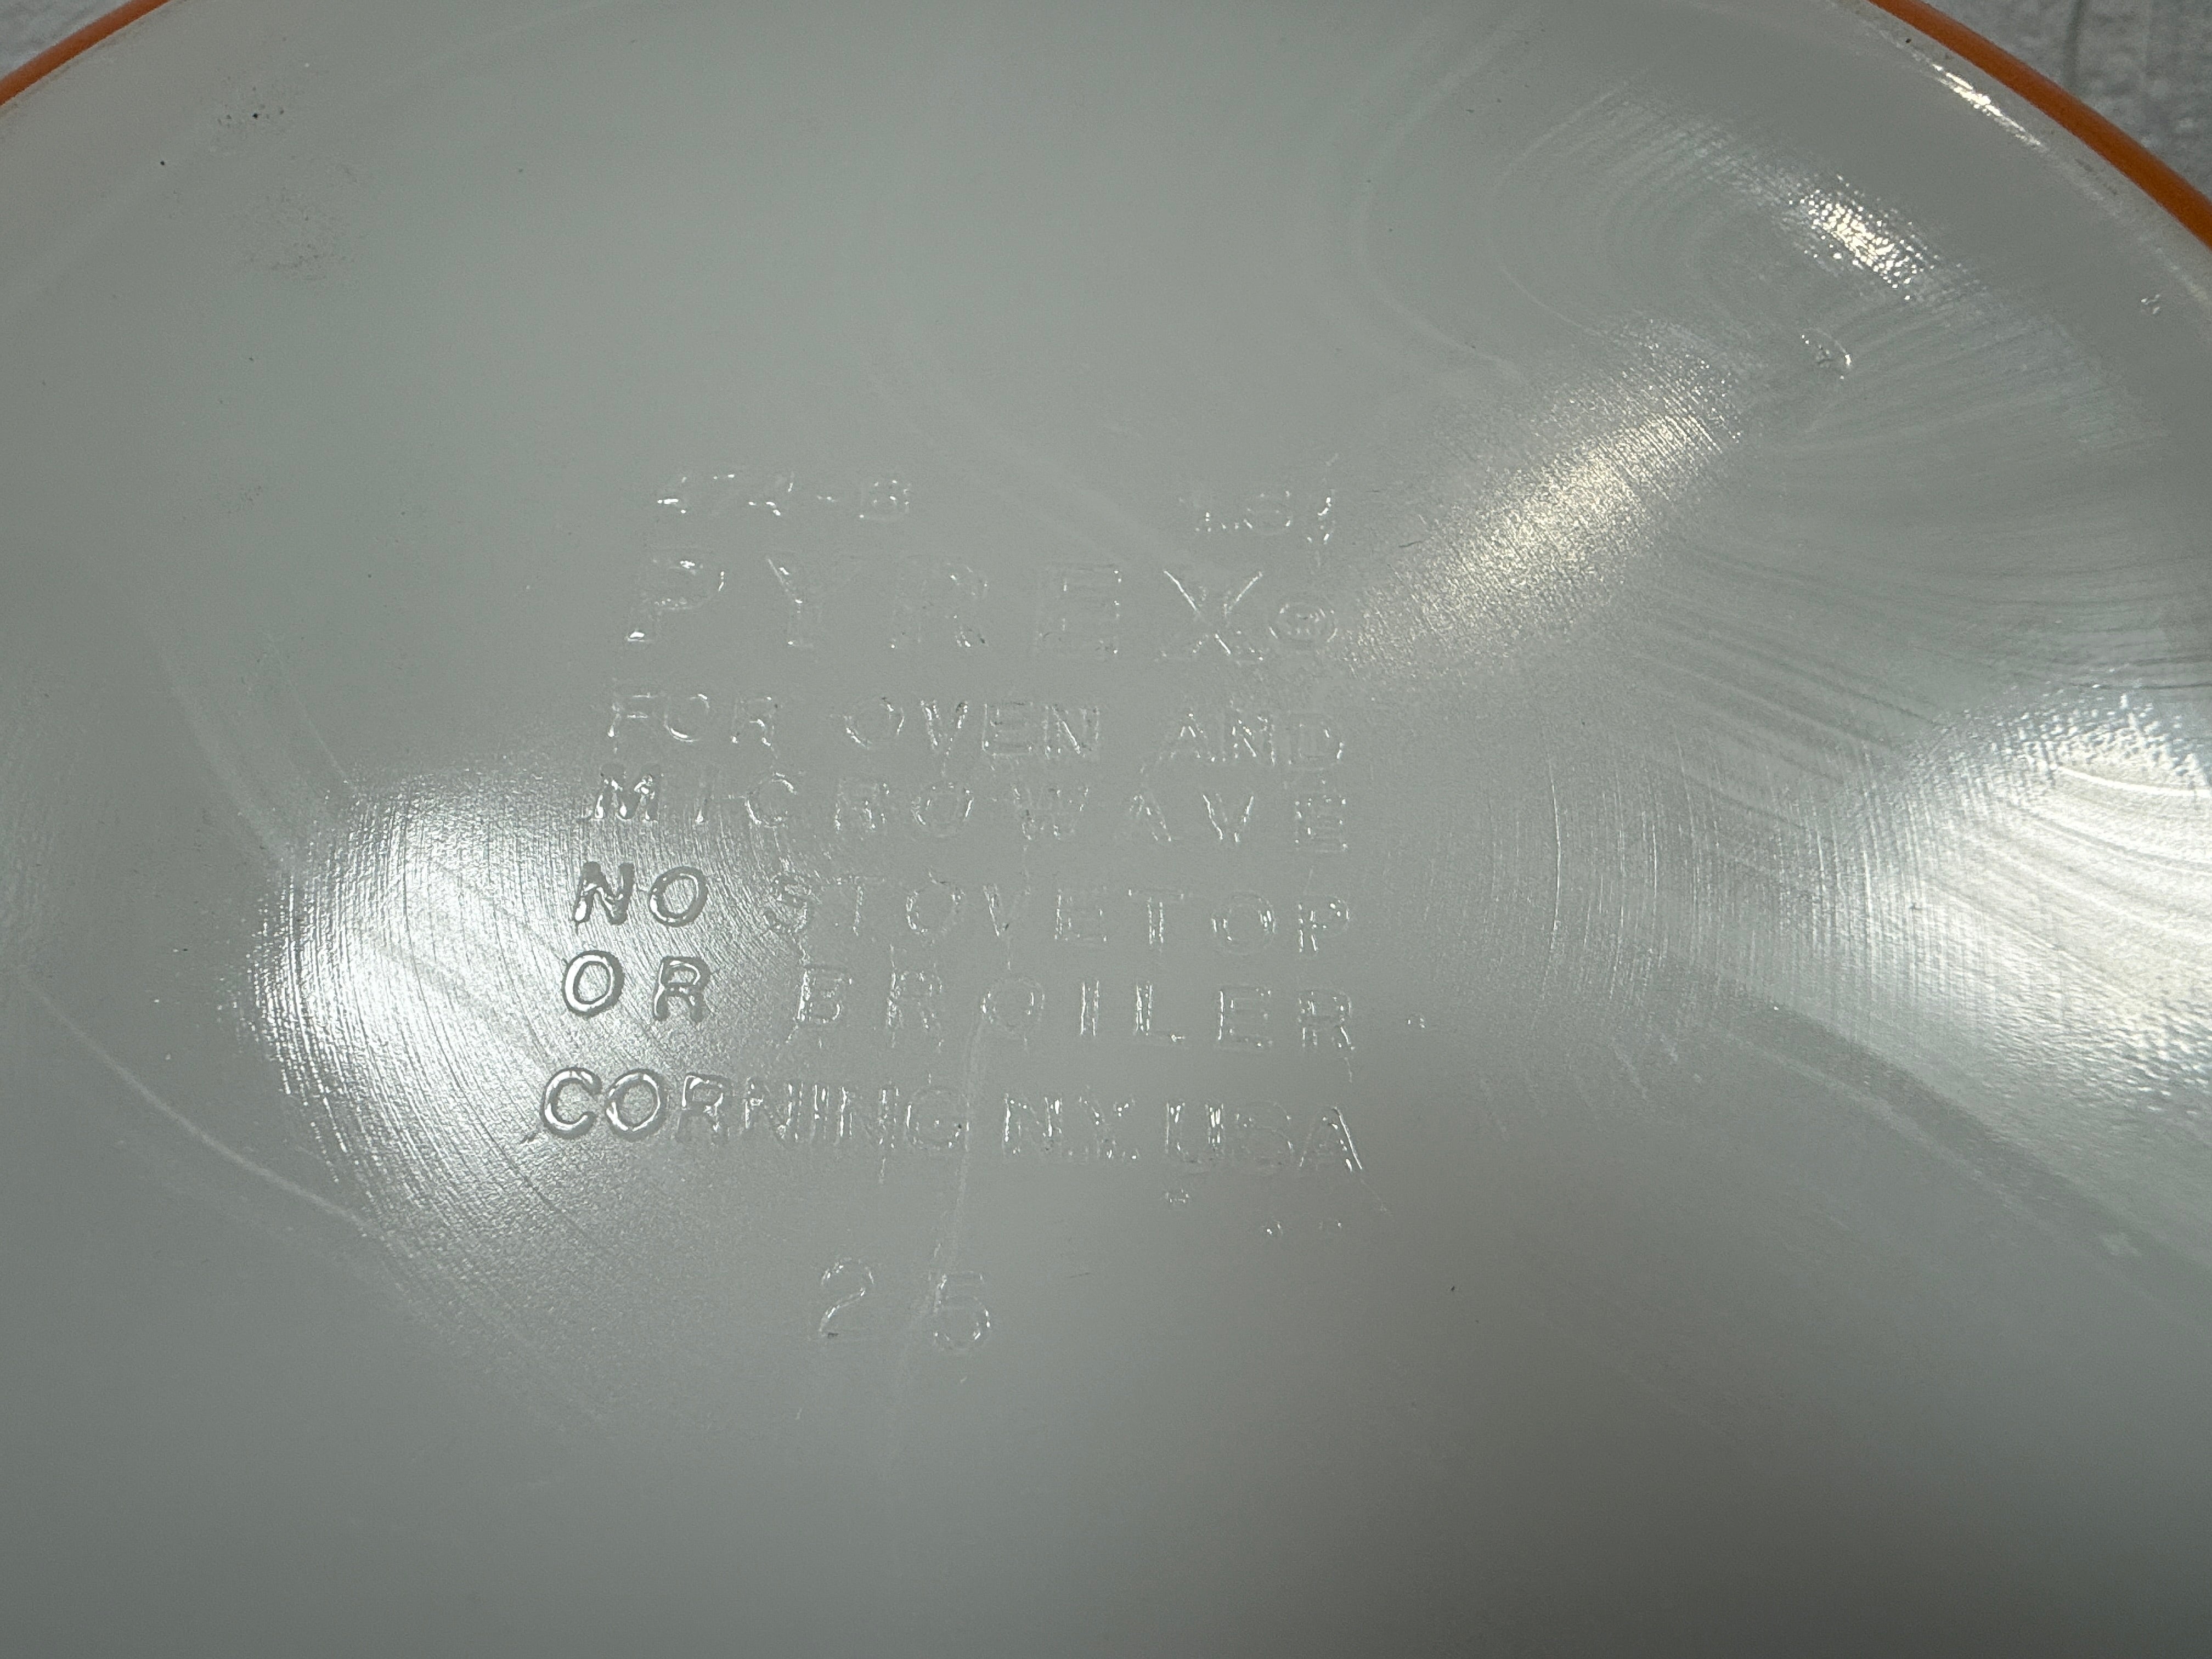 PYREX®
FOR OVEN AND
MICROWAVE
NO STOVETOP
OR BROILER
CORNING N.Y. USA
25